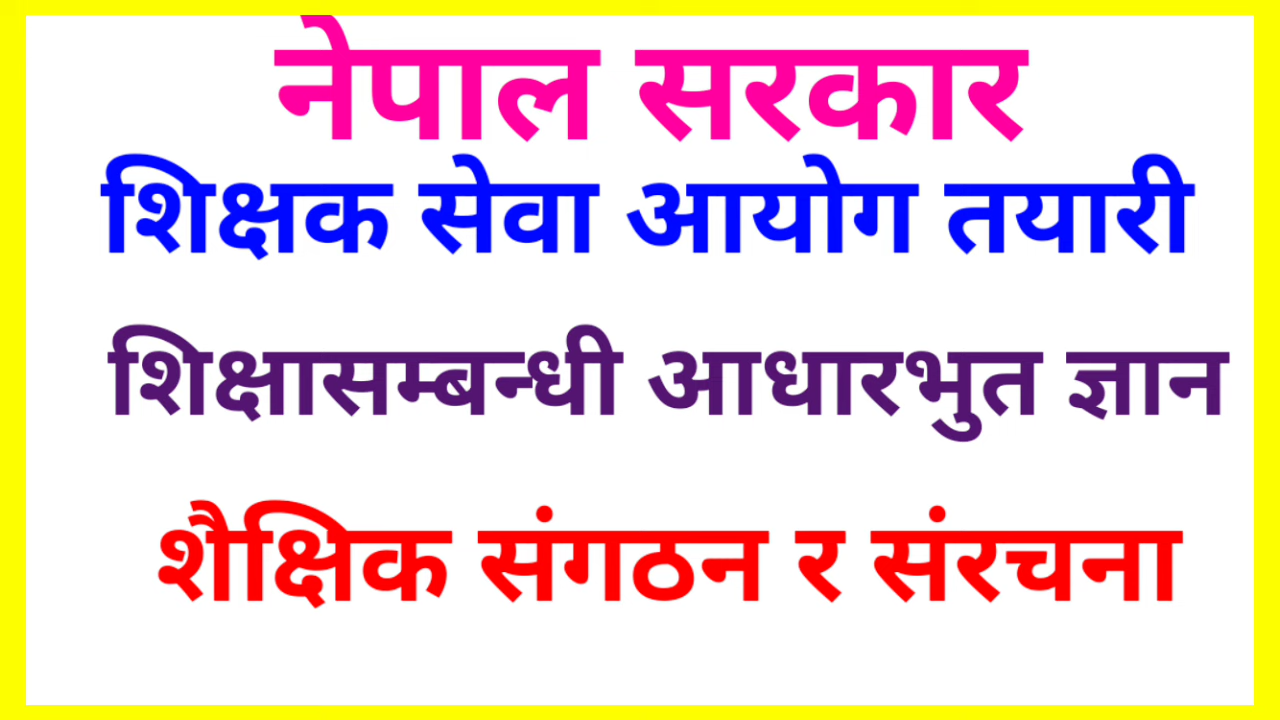 नेपाल सरकार
शिक्षक सेवा आयोग तयारी
शिक्षासम्बन्धी आधारभुत ज्ञान
शैक्षिक संगठन र संरचना